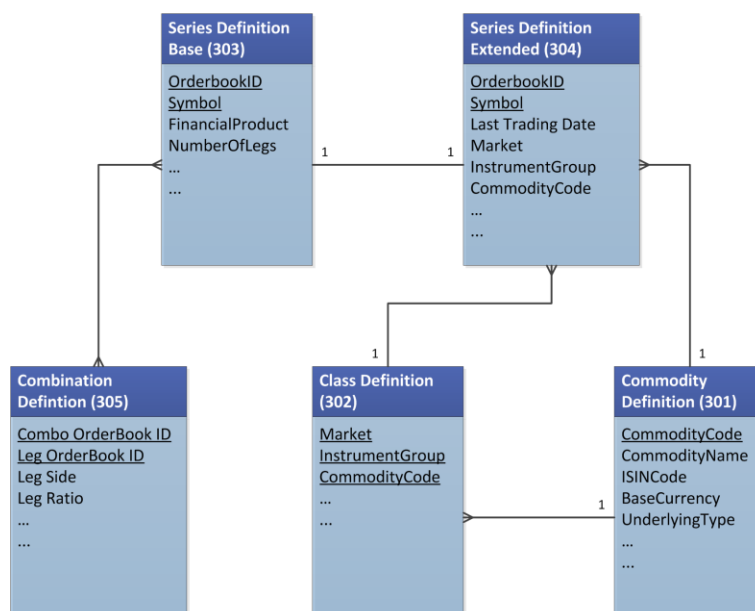 Series Definition
Base (303)
OrderbookID
Symbol
FinancialProduct
NumberOfLegs
...
...
Series Definition
Extended (304)
OrderbookID
Symbol
Last Trading Date
Market
InstrumentGroup
CommodityCode
...
...
1
1
1
1
Combination
Defintion (305)
Combo OrderBook ID
Leg OrderBook ID
Leg Side
Leg Ratio
...
...
Class Definition
(302)
Market
InstrumentGroup
CommodityCode
...
...
1
Commodity
Definition (301)
CommodityCode
CommodityName
ISINCode
BaseCurrency
UnderlyingType
...
...